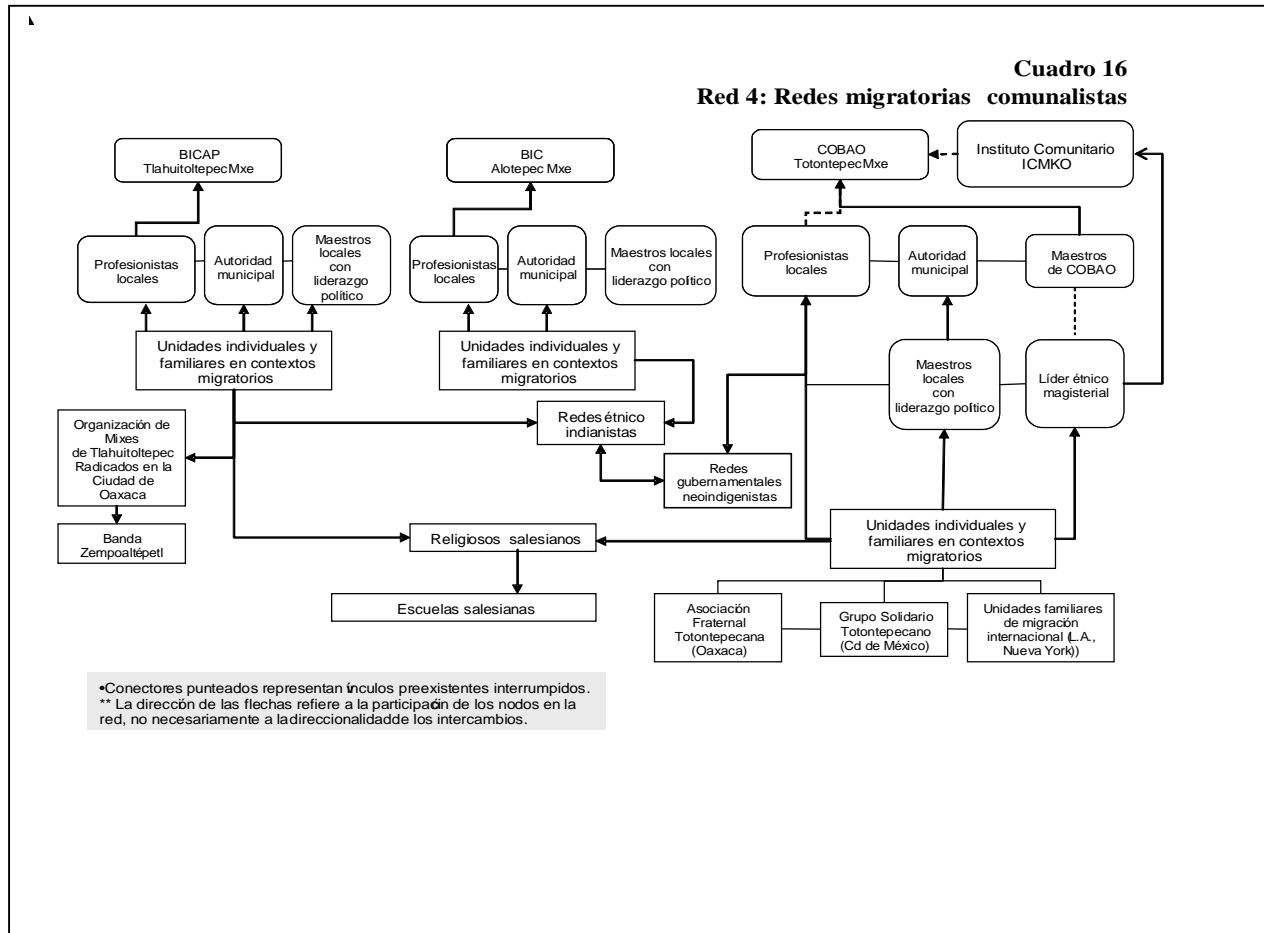 Cuadro 16
Red 4: Redes migratorias comunalistas
BICAP
TlahuitoltepecMxe
BIC
Alotepec Mxe
COBAO
TotontepecMxe
Instituto Comunitario
ICMKO
Profesionistas
locales
Autoridad
municipal
Maestros
locales
con
liderazgo
político
Profesionistas
locales
Autoridad
municipal
Maestros locales
con
liderazgo político
Profesionistas
locales
Autoridad
municipal
Maestros
de COBAO
Unidades individuales y
familiares en contextos
migratorios
Unidades individuales y
familiares en contextos
migratorios
Maestros
locales
con
liderazgo político
Líder étnico
magisterial
Organización de
Mixes
de Tlahuitoltepec
Radicados en la
Ciudad de
Oaxaca
Redes étnico
indianistas
Redes
gubernamentales
neoindigenistas
Banda
Zempoaltépetl
Religiosos salesianos
Unidades individuales y
familiares en contextos
migratorios
Escuelas salesianas
Asociación
Fraternal
Totontepecana
(Oaxaca)
Grupo Solidario
Totontepecano
(Cd de México)
Unidades familiares
de migración
internacional (L.A.,
Nueva York))
•Conectores punteados representan vínculos preexistentes interrumpidos.
** La dirección de las flechas refiere a la participación de los nodos en la
red, no necesariamente a ladireccionalidadde los intercambios.